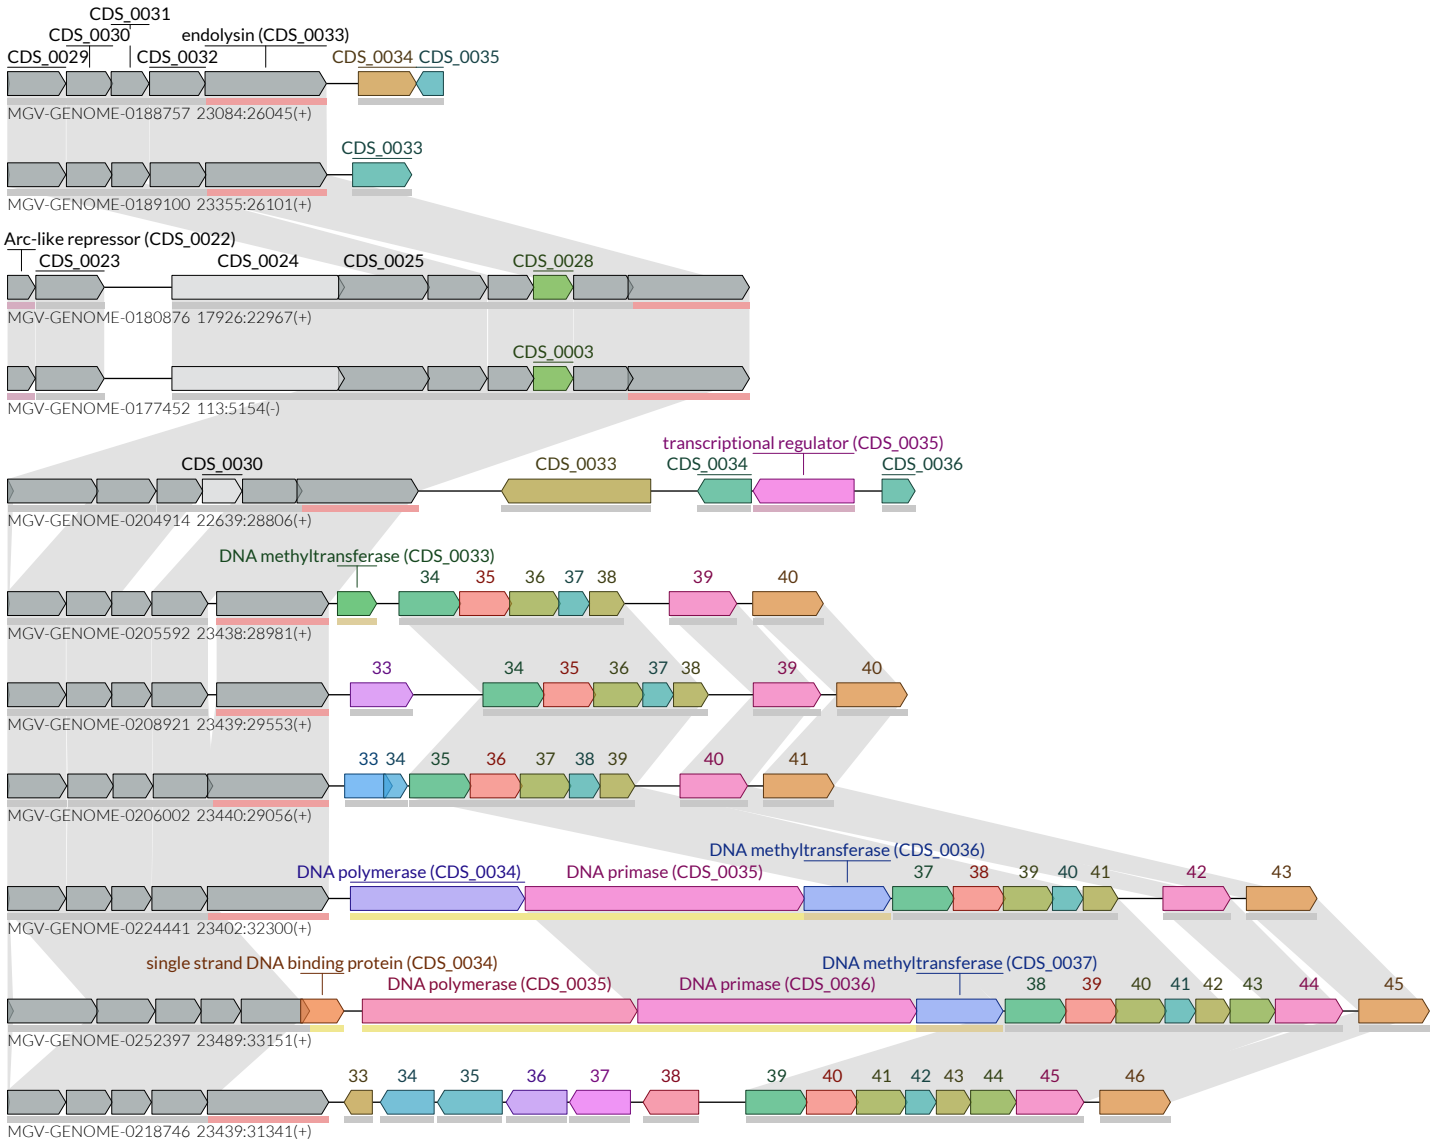 CDS_0031
CDS_0030 endolysin (CDS_0033)
CDS_0029 CDS_0032 CDS_0034 CDS_0035
MGV-GENOME-0188757 23084:26045(+)
CDS_0033
MGV-GENOME-0189100 23355:26101(+)
Arc-like repressor (CDS_0022)
CDS_0023 CDS_0024 CDS_0025 CDS_0028
MGV-GENOME-0180876 17926:22967(+)
CDS_0003
MGV-GENOME-0177452 113:5154(-)
transcriptional regulator (CDS_0035)
CDS_0030 CDS_0033 CDS_0034 CDS_0036
MGV-GENOME-0204914 22639:28806(+)
DNA methyltransferase (CDS_0033)
34 35 36 37 38 39 40
MGV-GENOME-0205592 23438:28981(+)
33 34 35 36 37 38 39 40
MGV-GENOME-0208921 23439:29553(+)
33 34 35 36 37 38 39 40 41
MGV-GENOME-0206002 23440:29056(+)
DNA methyltransferase (CDS_0036)
DNA polymerase (CDS_0034) DNA primase (CDS_0035) 37 38 39 40 41 42 43
MGV-GENOME-0224441 23402:32300(+)
single strand DNA binding protein (CDS_0034) DNA methyltransferase (CDS_0037)
DNA polymerase (CDS_0035) DNA primase (CDS_0036) 38 39 40 41 42 43 44 45
MGV-GENOME-0252397 23489:33151(+)
33 34 35 36 37 38 39 40 41 42 43 44 45 46
MGV-GENOME-0218746 23439:31341(+)